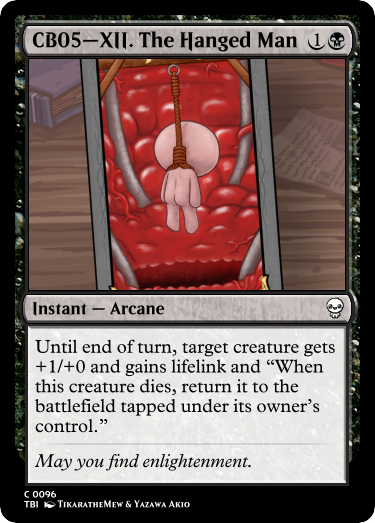 CB05—XII. The Hanged Man 1
Instant — Arcane
Until end of turn, target creature gets
+1/+0 and gains lifelink and “When
this creature dies, return it to the
battlefield tapped under its owner’s
control.”
May you find enlightenment.
C 0096
TBI TikaratheMew & Yazawa Akio